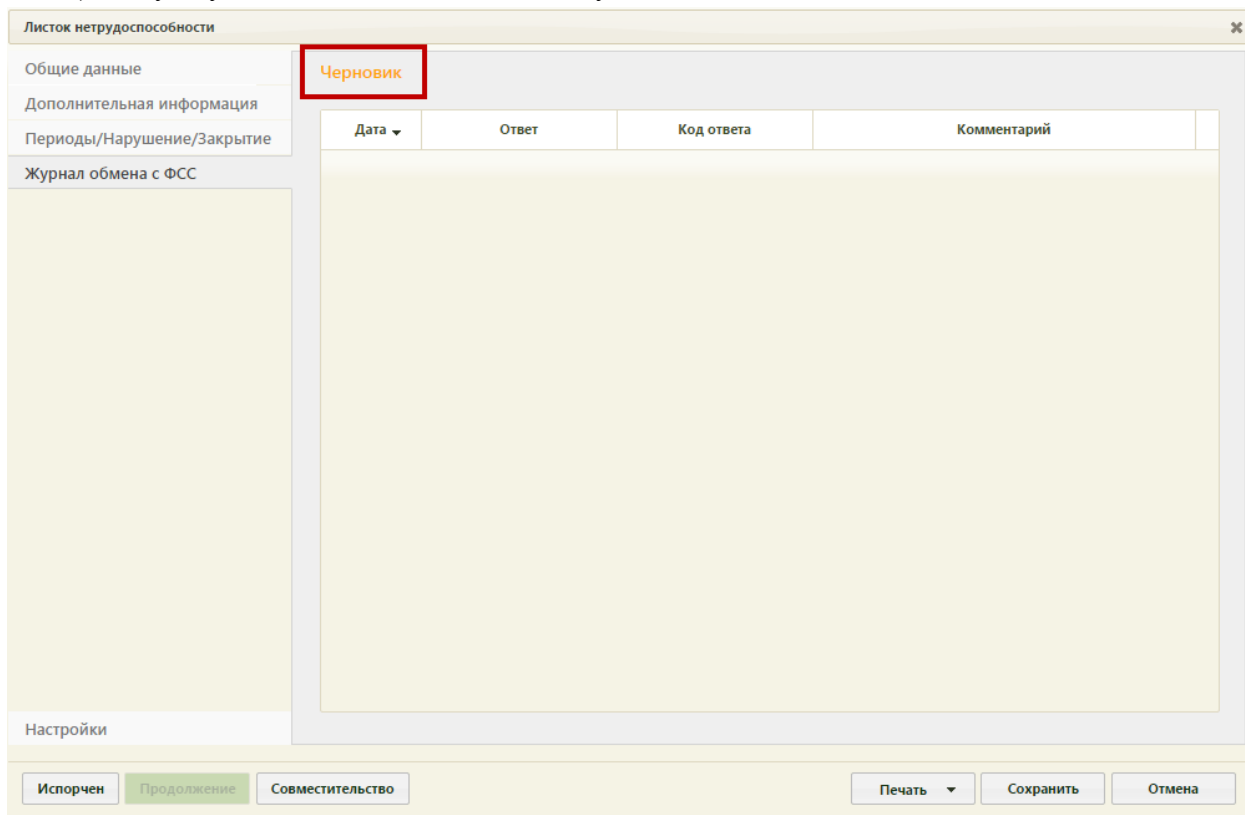 Листок нетрудоспособности
Общие данные
Дополнительная информация
Периоды/Нарушение/Закрытие
Журнал обмена с ФСС
Черновик
Дата Ответ Код ответа Комментарий
Настройки
Испорчен Продолжение Совместительство Печать Сохранить Отмена